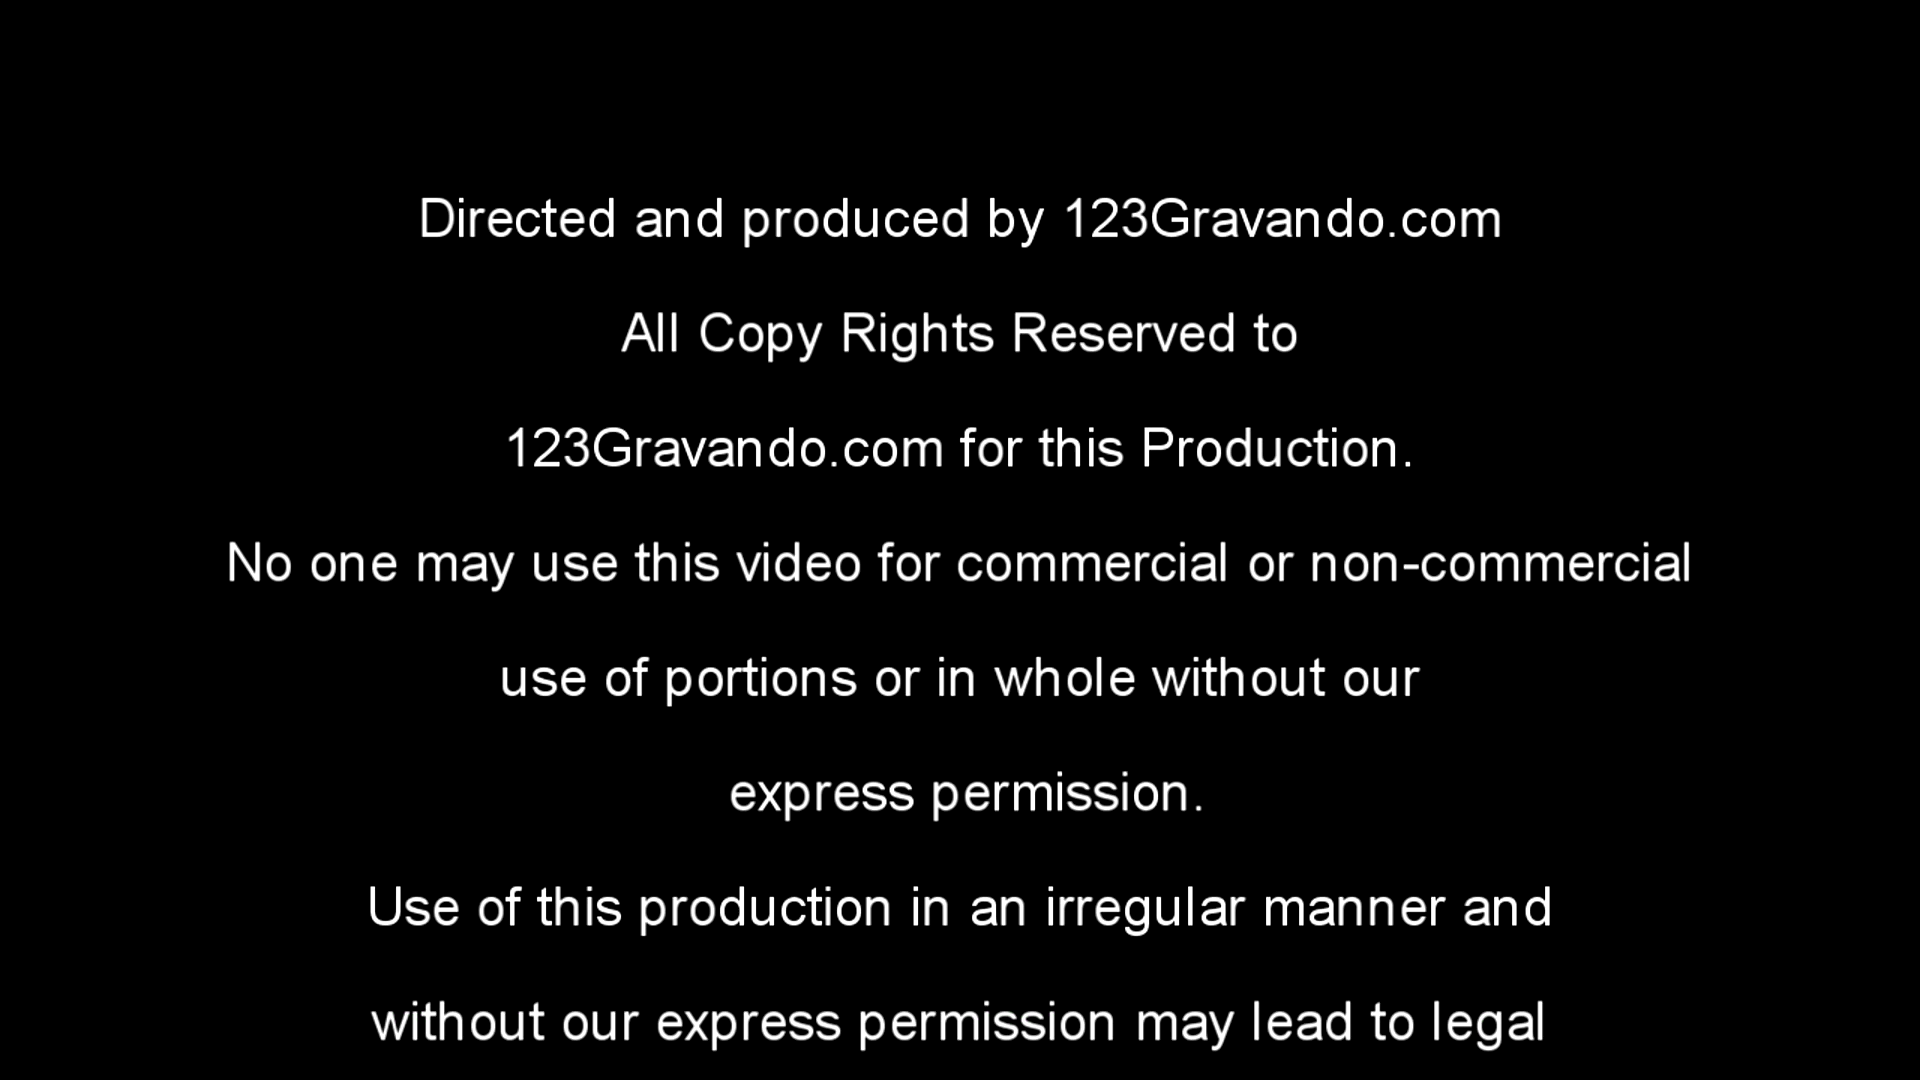 Directed and produced by 123Gravando.com
All Copy Rights Reserved to
123Gravando.com for this Production.
No one may use this video for commercial or non-commercial
use of portions or in whole without our
express permission.
Use of this production in an irregular manner and
without our express permission may lead to legal